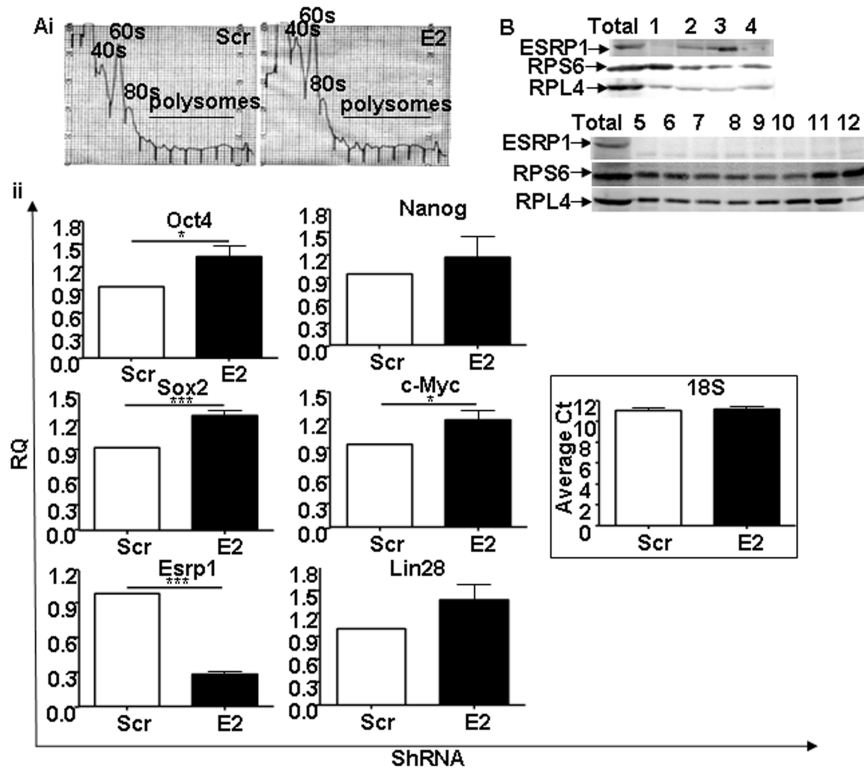 Ai
60s
Scr
40s
80s
polysomes
60s
E2
40s
80s
polysomes
B
Total 1 2 3 4
ESRP1
RPS6
RPL4
Total 5 6 7 8 9 10 11 12
ESRP1
RPS6
RPL4
ii
RQ
Oct4
*
1.8
1.5
1.2
0.9
0.6
0.3
0.0
Scr E2
Nanog
1.8
1.5
1.2
0.9
0.6
0.3
0.0
Scr E2
Sox2
***
1.5
1.2
0.9
0.6
0.3
0.0
Scr E2
c-Myc
*
1.5
1.2
0.9
0.6
0.3
0.0
Scr E2
18S
Average Ct
12
10
8
6
4
2
0
Scr E2
Esrp1
***
1.2
0.9
0.6
0.3
0.0
Scr E2
Lin28
1.8
1.5
1.2
0.9
0.6
0.3
0.0
Scr E2
ShRNA